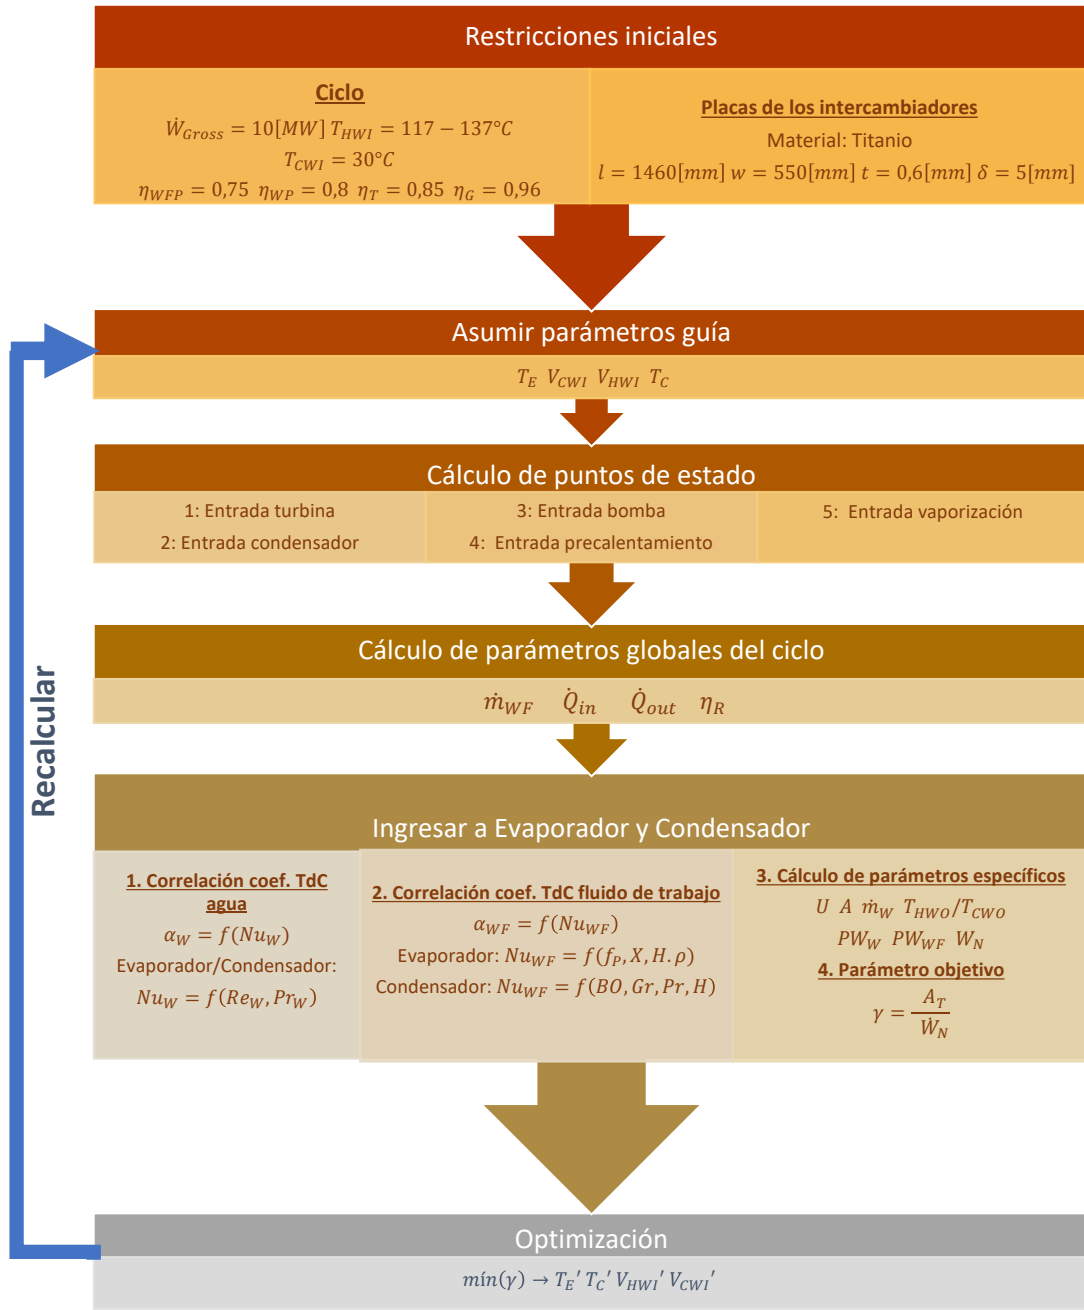 Restricciones iniciales
Ciclo
Ẇ_Gross = 10[MW] T_HWI = 117 − 137°C
T_CWI = 30°C
η_WFP = 0,75 η_WP = 0,8 η_T = 0,85 η_G = 0,96
Placas de los intercambiadores
Material: Titanio
l = 1460[mm] w = 550[mm] t = 0,6[mm] δ = 5[mm]
Asumir parámetros guía
T_E V_CWI V_HWI T_C
Cálculo de puntos de estado
1: Entrada turbina
2: Entrada condensador
3: Entrada bomba
4: Entrada precalentamiento
5: Entrada vaporización
Cálculo de parámetros globales del ciclo
ṁ_WF Q̇_in Q̇_out η_R
Recalcular
Ingresar a Evaporador y Condensador
1. Correlación coef. TdC
agua
α_W = f(Nu_W)
Evaporador/Condensador:
Nu_W = f(Re_W, Pr_W)
2. Correlación coef. TdC fluido de trabajo
α_WF = f(Nu_WF)
Evaporador: Nu_WF = f(f_P, X, H. ρ)
Condensador: Nu_WF = f(BO, Gr, Pr, H)
3. Cálculo de parámetros específicos
U A ṁ_W T_HWO/T_CWO
PW_W PW_WF W_N
4. Parámetro objetivo
γ = A_T / Ẇ_N
Optimización
mín(γ) → T_E′ T_C′ V_HWI′ V_CWI′